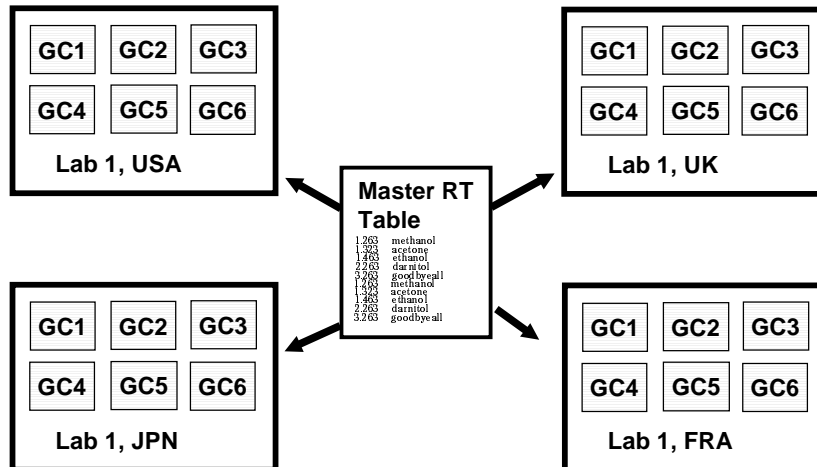 GC1 GC2 GC3
GC4 GC5 GC6
Lab 1, USA
GC1 GC2 GC3
GC4 GC5 GC6
Lab 1, UK
Master RT
Table
1.263 methanol
1.323 acetone
1.463 ethanol
2.263 darnitol
3.263 goodbyeall
1.263 methanol
1.323 acetone
1.463 ethanol
2.263 darnitol
3.263 goodbyeall
GC1 GC2 GC3
GC4 GC5 GC6
Lab 1, JPN
GC1 GC2 GC3
GC4 GC5 GC6
Lab 1, FRA